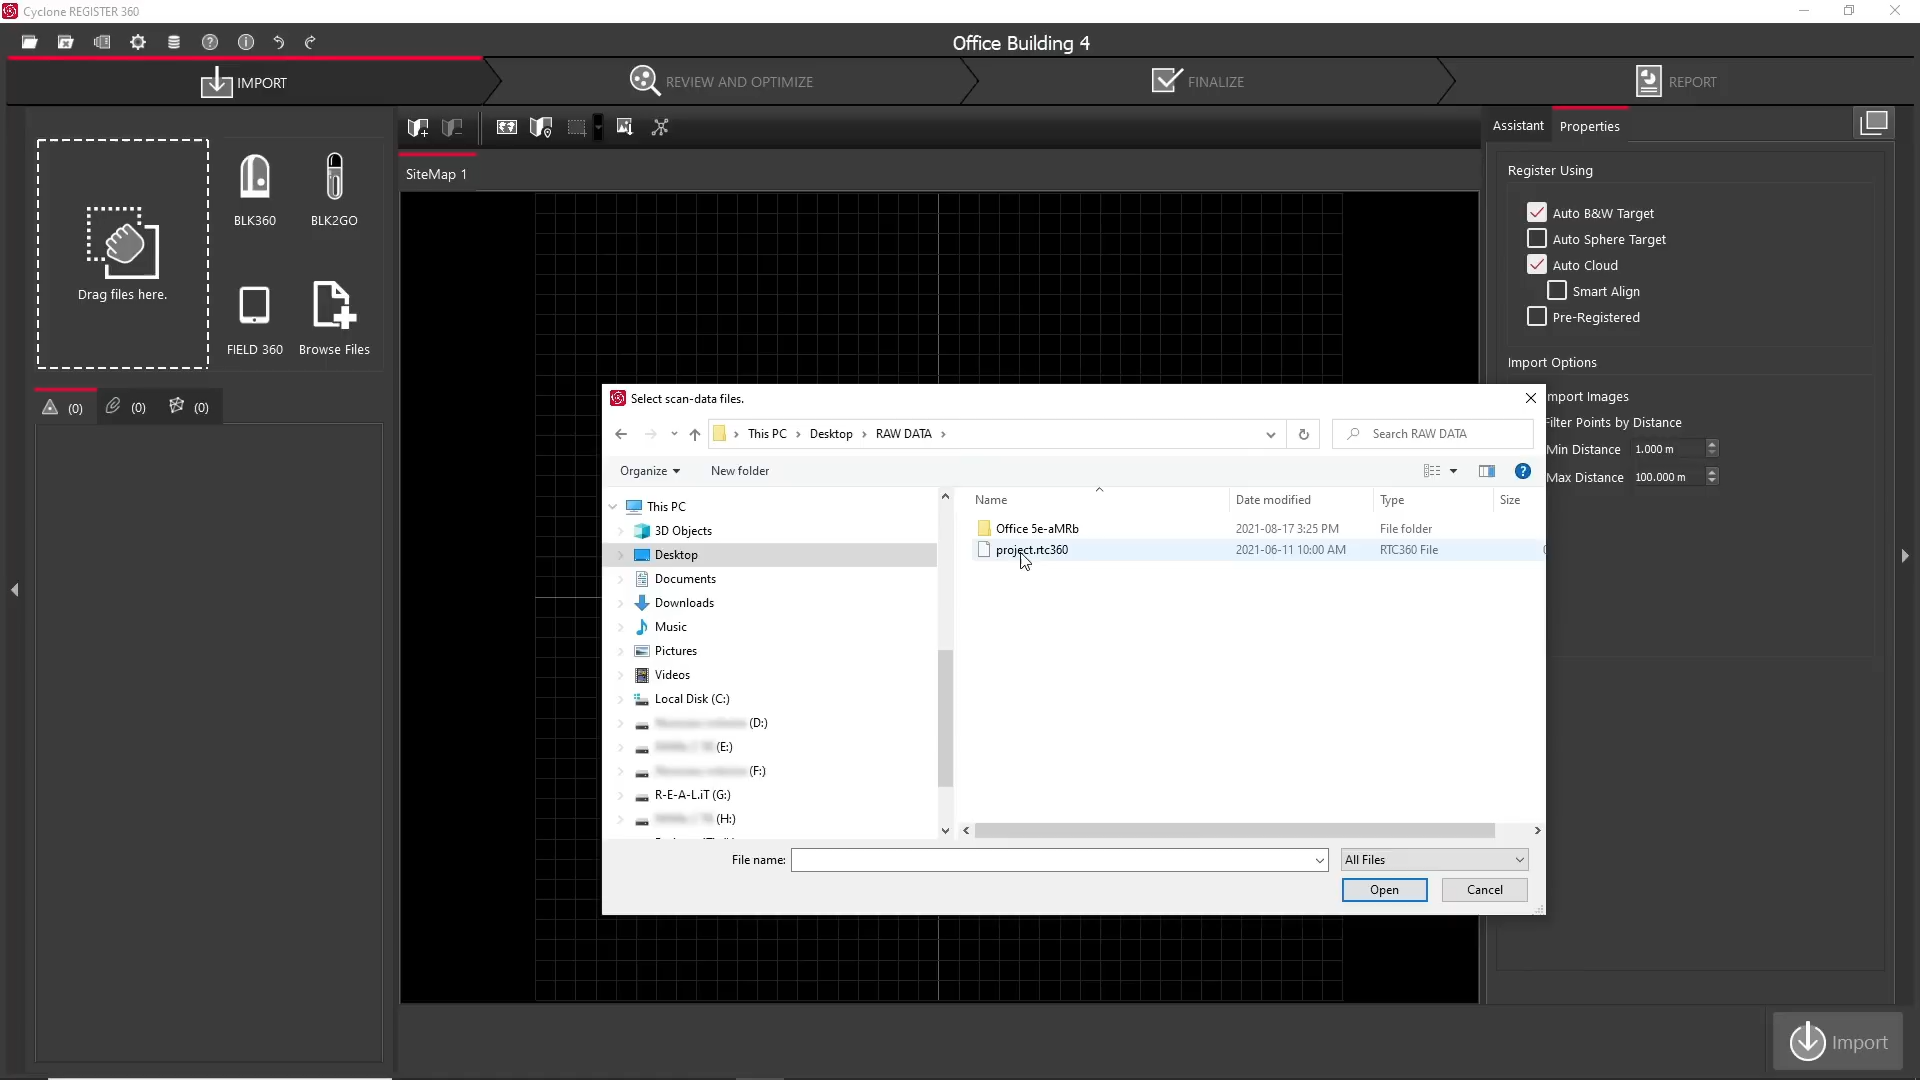 Cyclone REGISTER 360
Office Building 4
IMPORT
REVIEW AND OPTIMIZE
FINALIZE
REPORT
Drag files here.
BLK360
BLK2GO
FIELD 360
Browse Files
(0)
(0)
(0)
SiteMap 1
Assistant
Properties
Register Using
Auto B&W Target
Auto Sphere Target
Auto Cloud
Smart Align
Pre-Registered
Import Options
mport Images
Filter Points by Distance
Min Distance 1.000 m
Max Distance 100.000 m
Select scan-data files.
This PC
Desktop
RAW DATA
Search RAW DATA
Organize
New folder
This PC
3D Objects
Desktop
Documents
Downloads
Music
Pictures
Videos
Local Disk (C:)
(D:)
(E:)
(F:)
R-E-A-L.iT (G:)
(H:)
Name
Date modified
Type
Size
Office 5e-aMRb
2021-08-17 3:25 PM
File folder
project.rtc360
2021-06-11 10:00 AM
RTC360 File
File name:
All Files
Open
Cancel
Import